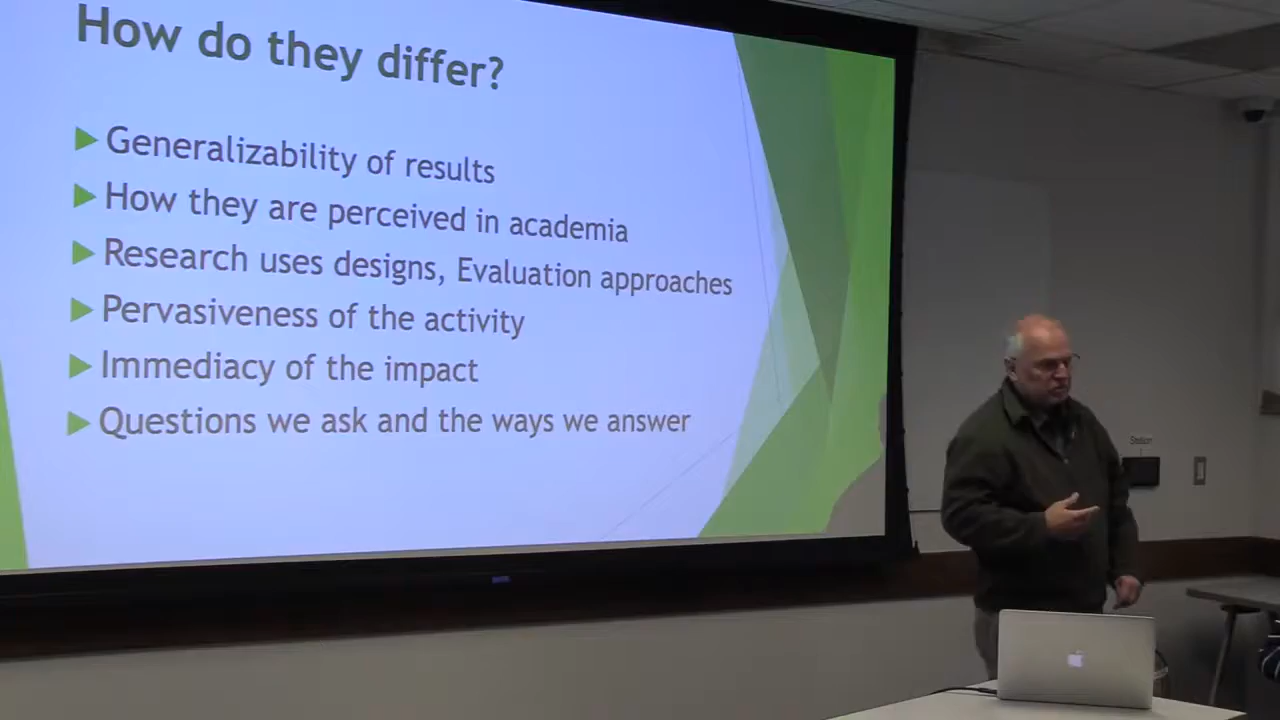 How do they differ?
Generalizability of results
How they are perceived in academia
Research uses designs, Evaluation approaches
Pervasiveness of the activity
Immediacy of the impact
Questions we ask and the ways we answer
Station